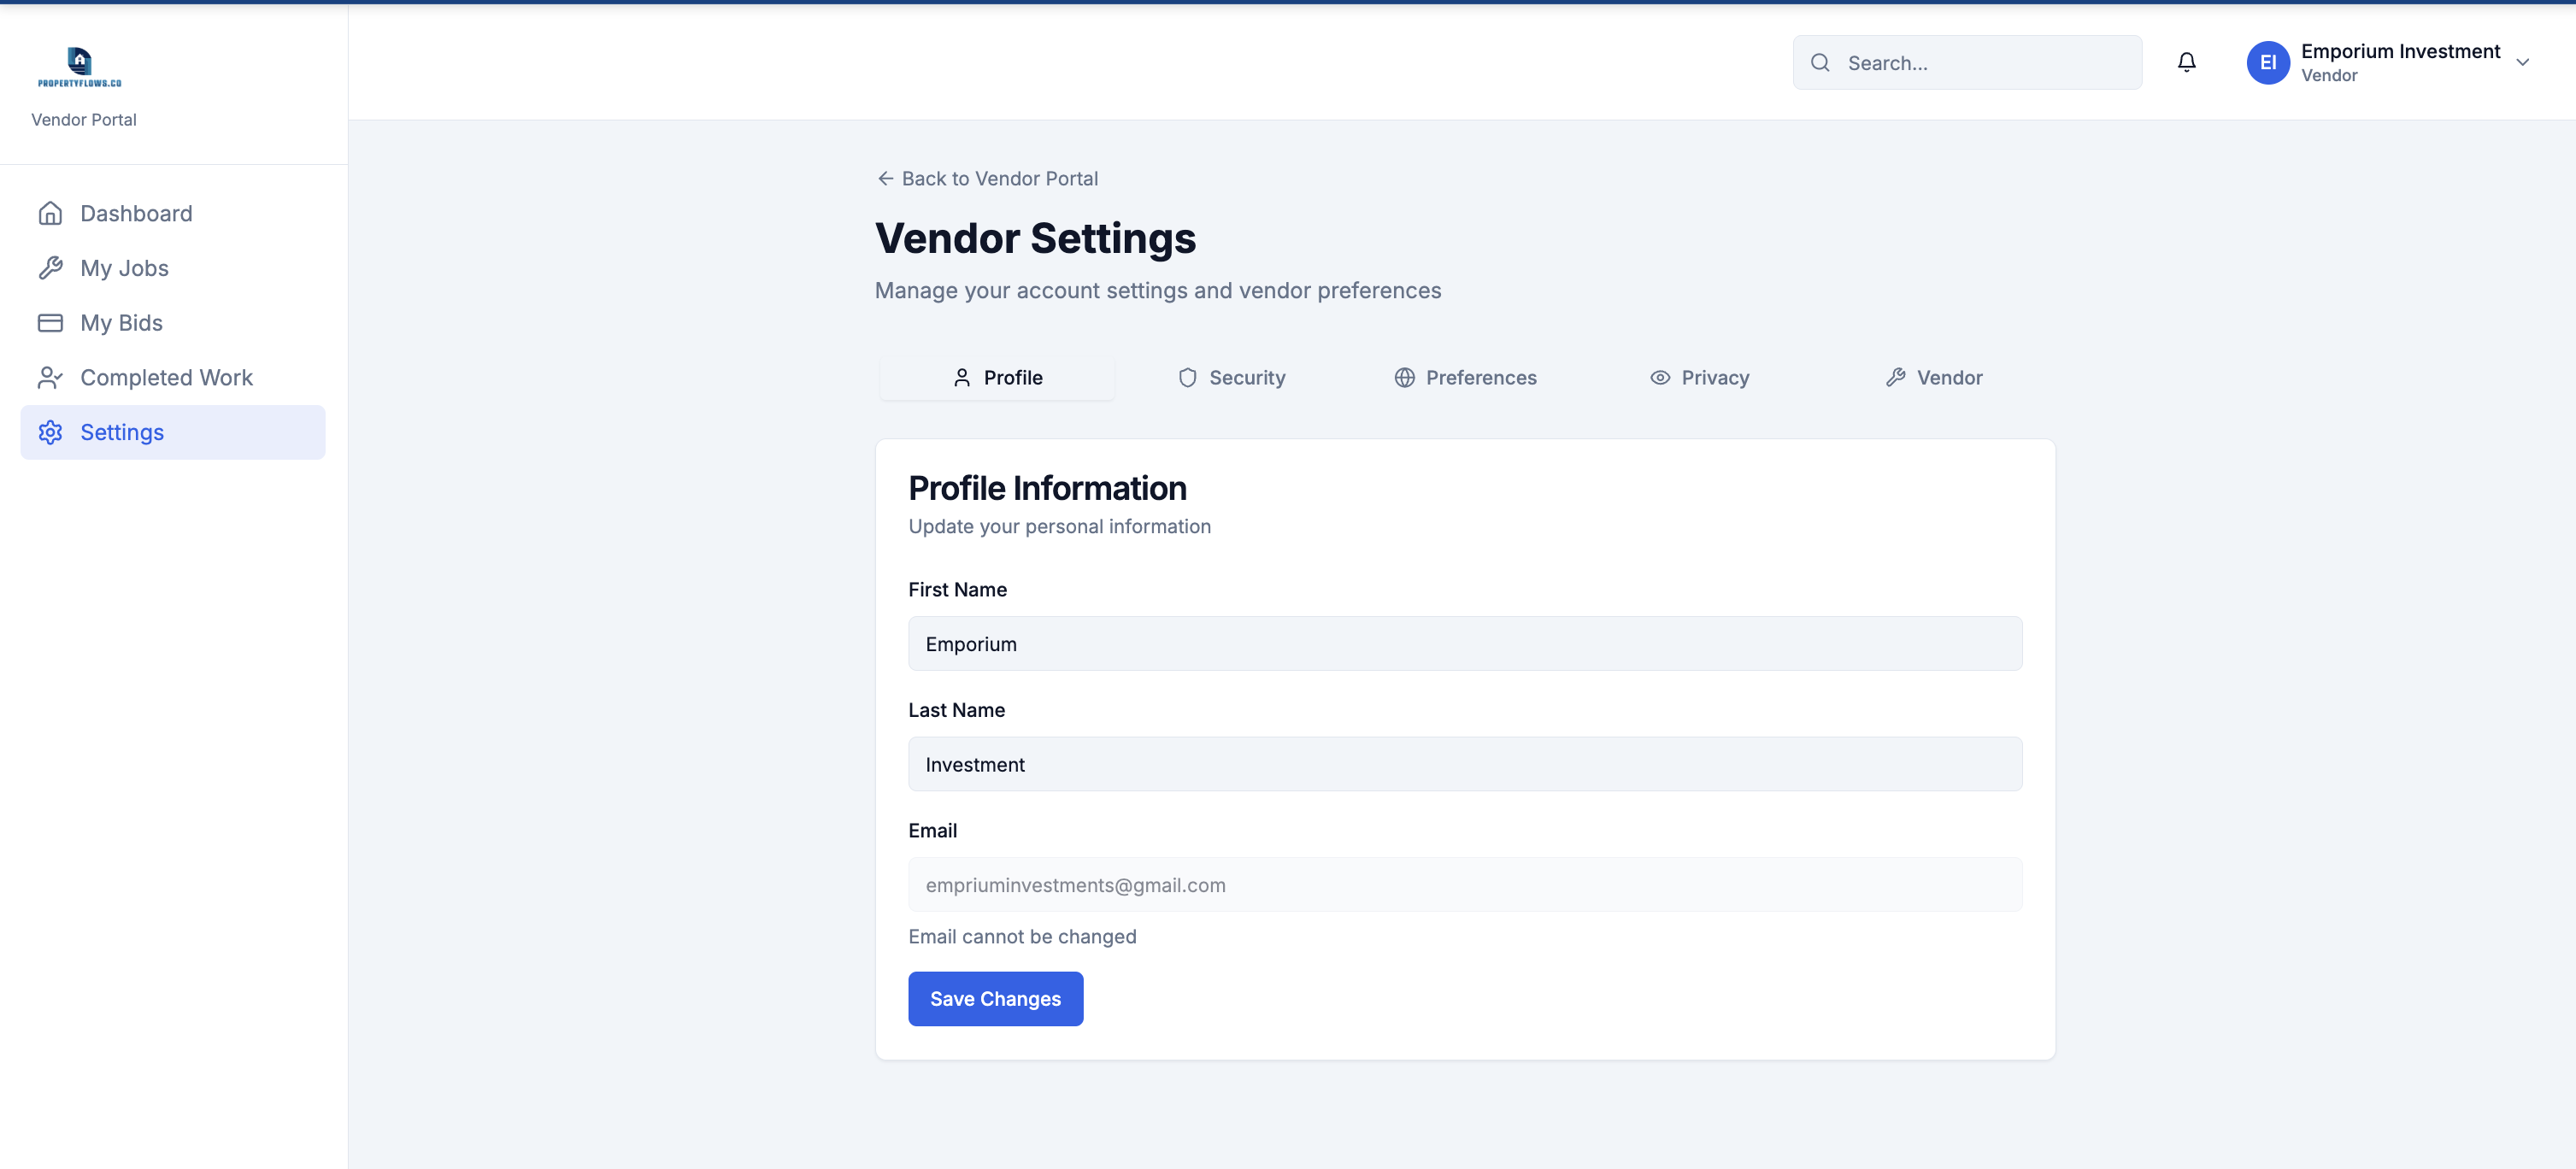 PROPERTYFLOWS.CO
Vendor Portal
Dashboard
My Jobs
My Bids
Completed Work
Settings
Search...
EI
Emporium Investment
Vendor
Back to Vendor Portal
Vendor Settings
Manage your account settings and vendor preferences
Profile
Security
Preferences
Privacy
Vendor
Profile Information
Update your personal information
First Name
Emporium
Last Name
Investment
Email
empriuminvestments@gmail.com
Email cannot be changed
Save Changes